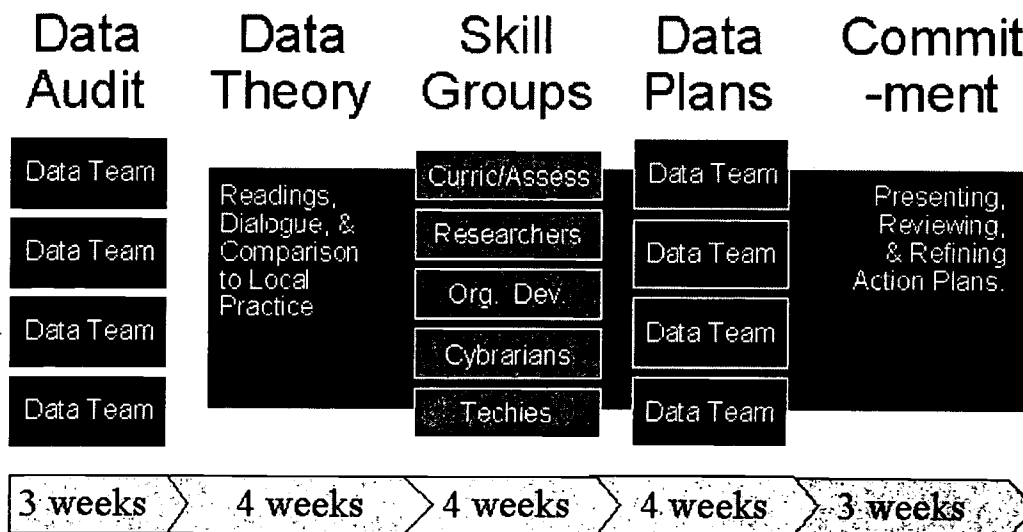 Data
Audit
Data
Theory
Skill
Groups
Data
Plans
Commit
-ment
Data Team
Data Team
Data Team
Data Team
Readings,
Dialogue, &
Comparison
to Local
Practice
Curric/Assess
Researchers
Org. Dev.
Cybrarians
Techies
Data Team
Data Team
Data Team
Data Team
Presenting,
Reviewing,
& Refining
Action Plans.
3 weeks
4 weeks
4 weeks
4 weeks
3 weeks